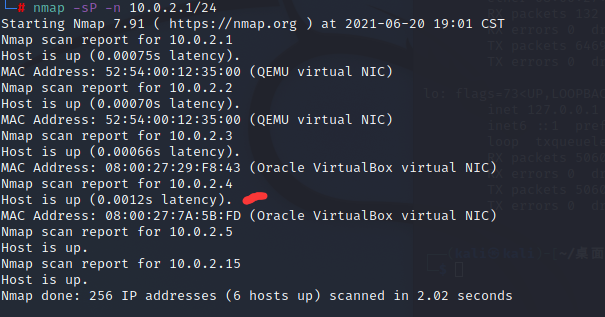 # nmap -sP -n 10.0.2.1/24
Starting Nmap 7.91 ( https://nmap.org ) at 2021-06-20 19:01 CST
Nmap scan report for 10.0.2.1
Host is up (0.00075s latency).
MAC Address: 52:54:00:12:35:00 (QEMU virtual NIC)
Nmap scan report for 10.0.2.2
Host is up (0.00070s latency).
MAC Address: 52:54:00:12:35:00 (QEMU virtual NIC)
Nmap scan report for 10.0.2.3
Host is up (0.00066s latency).
MAC Address: 08:00:27:29:F8:43 (Oracle VirtualBox virtual NIC)
Nmap scan report for 10.0.2.4
Host is up (0.0012s latency).
MAC Address: 08:00:27:7A:5B:FD (Oracle VirtualBox virtual NIC)
Nmap scan report for 10.0.2.5
Host is up.
Nmap scan report for 10.0.2.15
Host is up.
Nmap done: 256 IP addresses (6 hosts up) scanned in 2.02 seconds